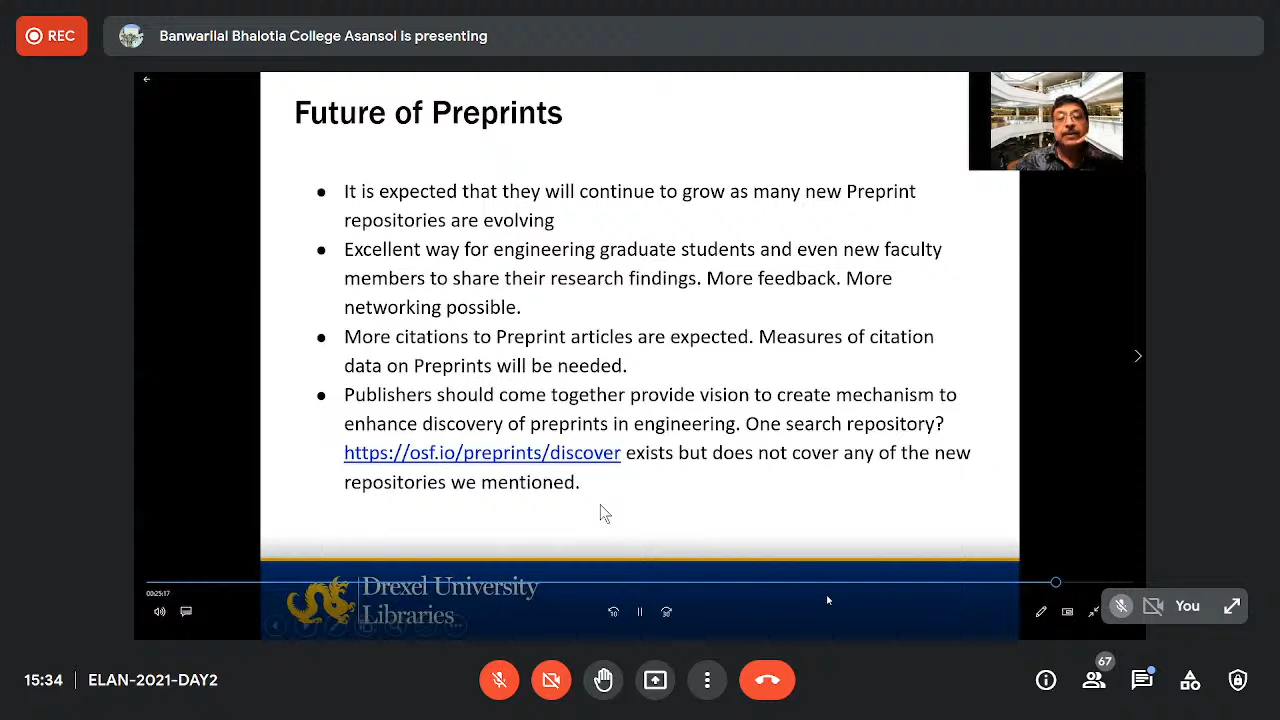 REC
Banwarilal Bhalotia College Asansol is presenting
Future of Preprints
● It is expected that they will continue to grow as many new Preprint
repositories are evolving
● Excellent way for engineering graduate students and even new faculty
members to share their research findings. More feedback. More
networking possible.
● More citations to Preprint articles are expected. Measures of citation
data on Preprints will be needed.
● Publishers should come together provide vision to create mechanism to
enhance discovery of preprints in engineering. One search repository?
https://osf.io/preprints/discover exists but does not cover any of the new
repositories we mentioned.
Drexel University
Libraries
00:25:17
10
30
You
67
15:34 | ELAN-2021-DAY2